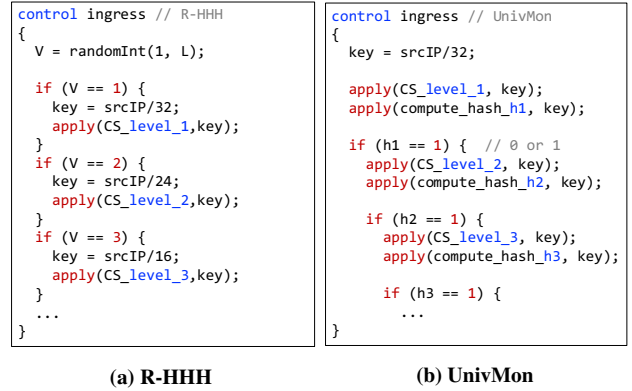 control ingress // R-HHH
{
  V = randomInt(1, L);

  if (V == 1) {
    key = srcIP/32;
    apply(CS_level_1,key);
  }
  if (V == 2) {
    key = srcIP/24;
    apply(CS_level_2,key);
  }
  if (V == 3) {
    key = srcIP/16;
    apply(CS_level_3,key);
  }
  ...
}
(a) R-HHH
control ingress // UnivMon
{
  key = srcIP/32;

  apply(CS_level_1, key);
  apply(compute_hash_h1, key);

  if (h1 == 1) {  // 0 or 1
    apply(CS_level_2, key);
    apply(compute_hash_h2, key);

    if (h2 == 1) {
      apply(CS_level_3, key);
      apply(compute_hash_h3, key);

      if (h3 == 1) {
        ...
}
(b) UnivMon